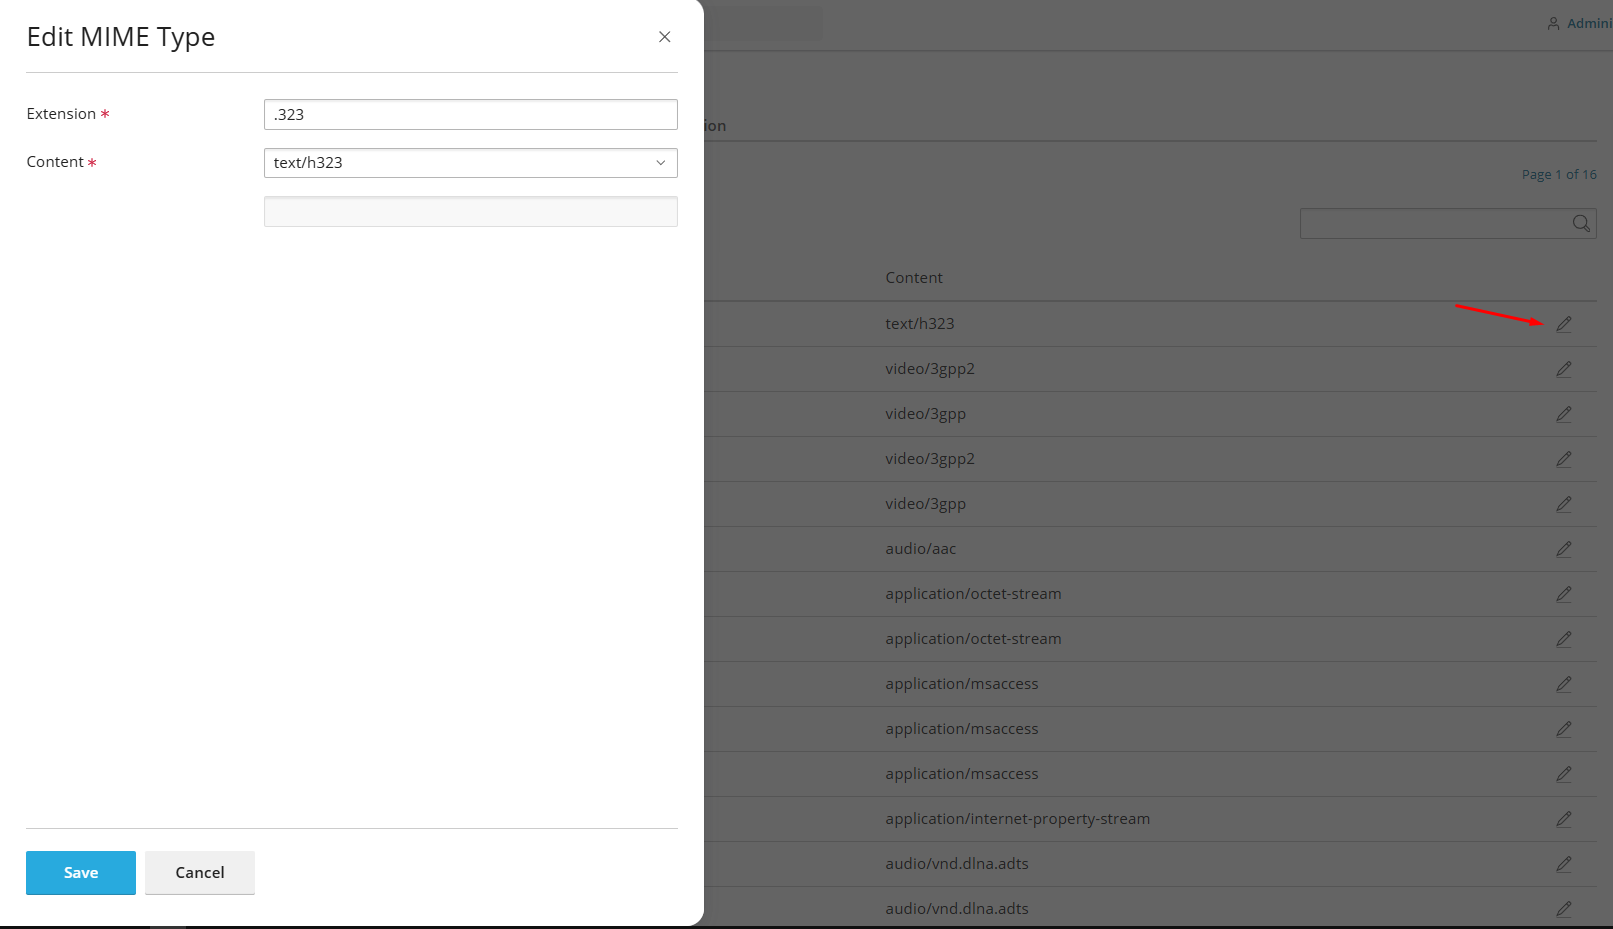 Edit MIME Type
Extension *
.323
Content *
text/h323
Save
Cancel
Admini
ion
Page 1 of 16
Content
text/h323
video/3gpp2
video/3gpp
video/3gpp2
video/3gpp
audio/aac
application/octet-stream
application/octet-stream
application/msaccess
application/msaccess
application/msaccess
application/internet-property-stream
audio/vnd.dlna.adts
audio/vnd.dlna.adts